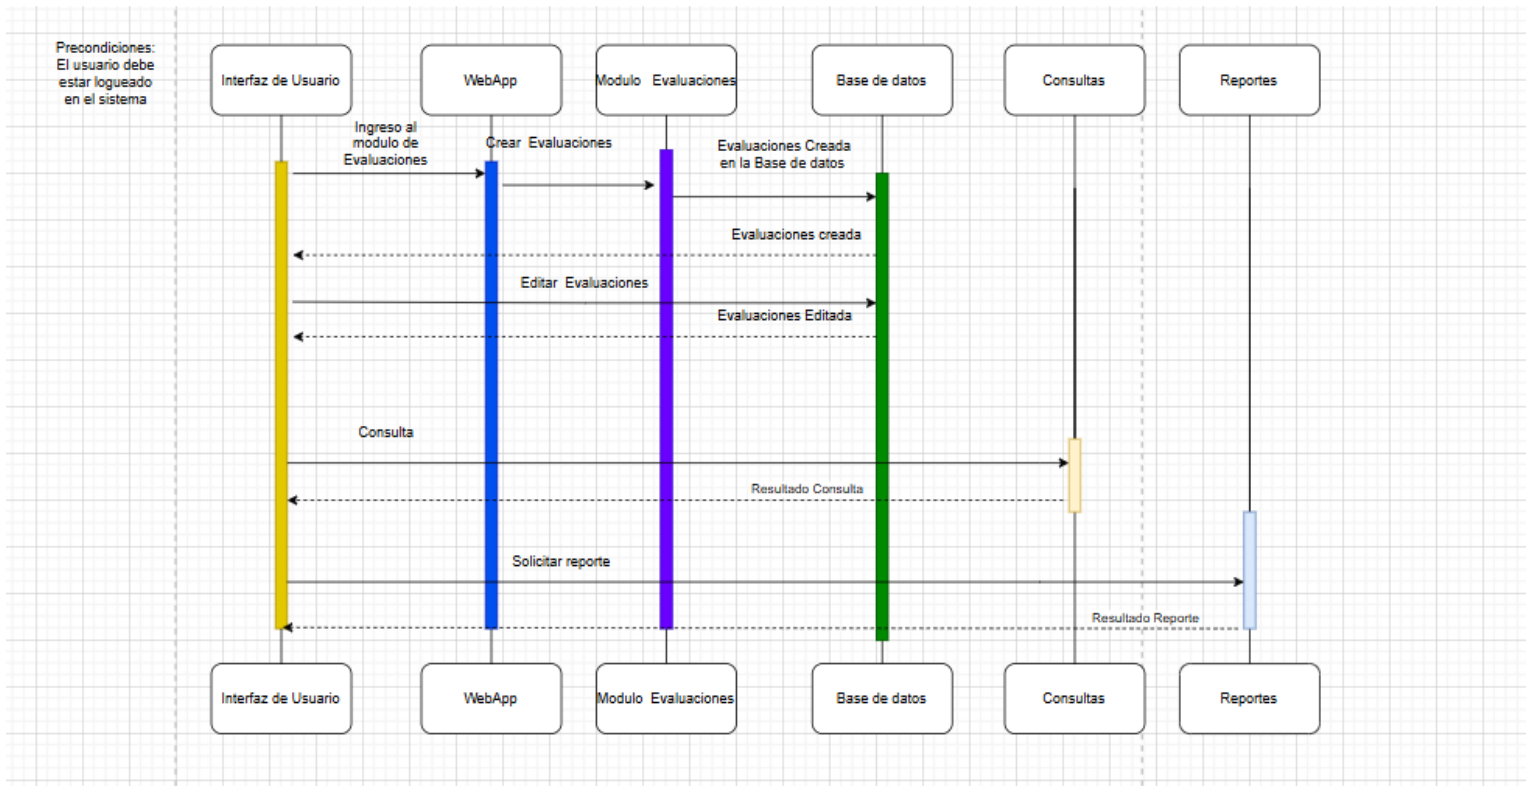 Precondiciones:
El usuario debe
estar logueado
en el sistema
Interfaz de Usuario
WebApp
Modulo Evaluaciones
Base de datos
Consultas
Reportes
Ingreso al
modulo de
Evaluaciones
Crear Evaluaciones
Evaluaciones Creada
en la Base de datos
Evaluaciones creada
Editar Evaluaciones
Evaluaciones Editada
Consulta
Resultado Consulta
Solicitar reporte
Resultado Reporte
Interfaz de Usuario
WebApp
Modulo Evaluaciones
Base de datos
Consultas
Reportes